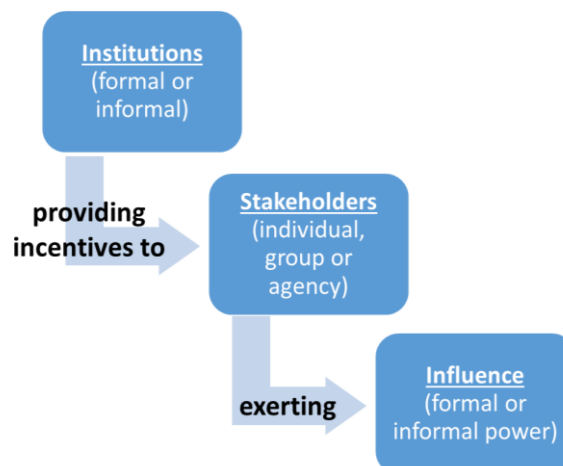 Institutions
(formal or
informal)
providing
incentives to
Stakeholders
(individual,
group or
agency)
exerting
Influence
(formal or
informal power)